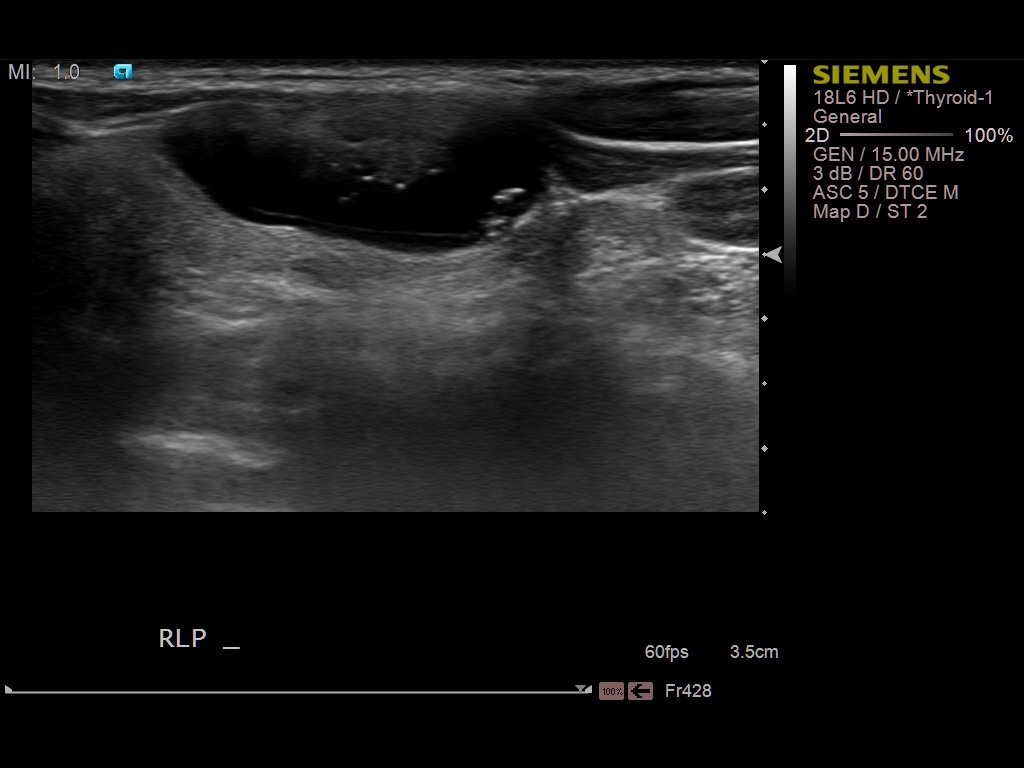 MI: 1.0
SIEMENS
18L6 HD / *Thyroid-1
General
2D 100%
GEN / 15.00 MHz
3 dB / DR 60
ASC 5 / DTCE M
Map D / ST 2
RLP _
60fps 3.5cm
100% Fr428